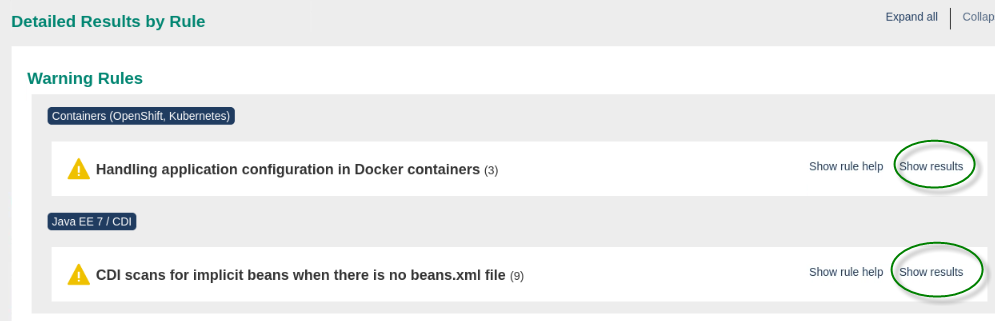 Detailed Results by Rule
Expand all
Collap
Warning Rules
Containers (OpenShift, Kubernetes)
Handling application configuration in Docker containers (3) Show rule help Show results
Java EE 7 / CDI
CDI scans for implicit beans when there is no beans.xml file (9) Show rule help Show results